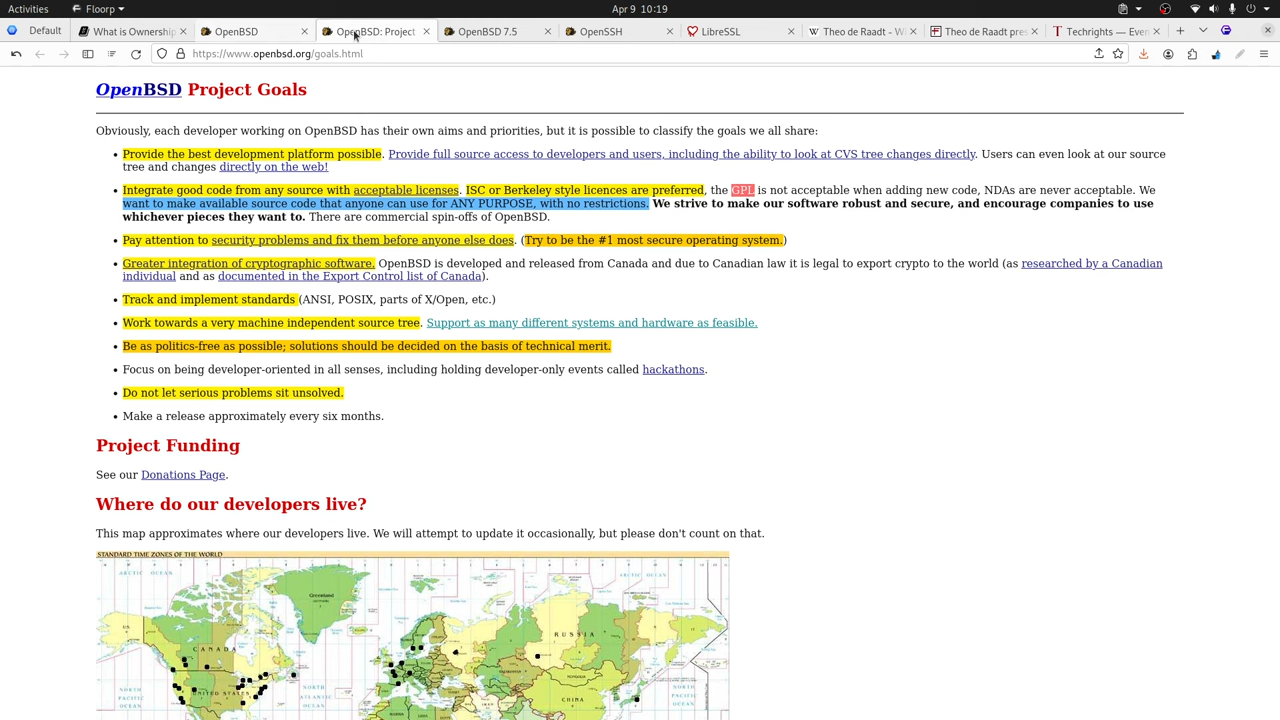 Activities Floorp Apr 9 10:19
Default What is Ownership OpenBSD OpenBSD: Project OpenBSD 7.5 OpenSSH LibreSSL Theo de Raadt - W Theo de Raadt pre Techrights — Even
https://www.openbsd.org/goals.html
OpenBSD Project Goals
Obviously, each developer working on OpenBSD has their own aims and priorities, but it is possible to classify the goals we all share:
• Provide the best development platform possible. Provide full source access to developers and users, including the ability to look at CVS tree changes directly. Users can even look at our source
tree and changes directly on the web!
• Integrate good code from any source with acceptable licenses. ISC or Berkeley style licences are preferred, the GPL is not acceptable when adding new code, NDAs are never acceptable. We
want to make available source code that anyone can use for ANY PURPOSE, with no restrictions. We strive to make our software robust and secure, and encourage companies to use
whichever pieces they want to. There are commercial spin-offs of OpenBSD.
• Pay attention to security problems and fix them before anyone else does. (Try to be the #1 most secure operating system.)
• Greater integration of cryptographic software. OpenBSD is developed and released from Canada and due to Canadian law it is legal to export crypto to the world (as researched by a Canadian
individual and as documented in the Export Control list of Canada).
• Track and implement standards (ANSI, POSIX, parts of X/Open, etc.)
• Work towards a very machine independent source tree. Support as many different systems and hardware as feasible.
• Be as politics-free as possible; solutions should be decided on the basis of technical merit.
• Focus on being developer-oriented in all senses, including holding developer-only events called hackathons.
• Do not let serious problems sit unsolved.
• Make a release approximately every six months.
Project Funding
See our Donations Page.
Where do our developers live?
This map approximates where our developers live. We will attempt to update it occasionally, but please don't count on that.
STANDARD TIME ZONES OF THE WORLD
ARCTIC OCEAN
ARCTIC OCEAN
Greenland
RUSSIA
CANADA
UNITED STATES
NORTH
PACIFIC
OCEAN
NORTH
ATLANTIC
OCEAN
CHINA
NORTH
PACIFIC
OCEAN